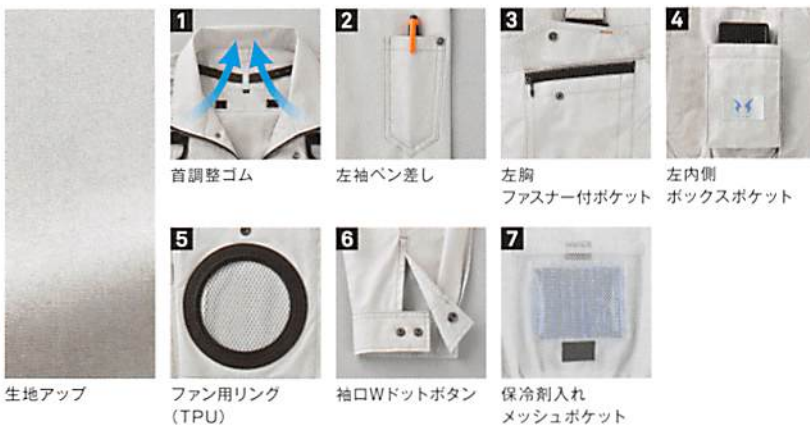 1
首調整ゴム
2
左袖ペン差し
3
左胸
ファスナー付ポケット
4
左内側
ボックスポケット
生地アップ
5
ファン用リング
（TPU）
6
袖口Wドットボタン
7
保冷剤入れ
メッシュポケット